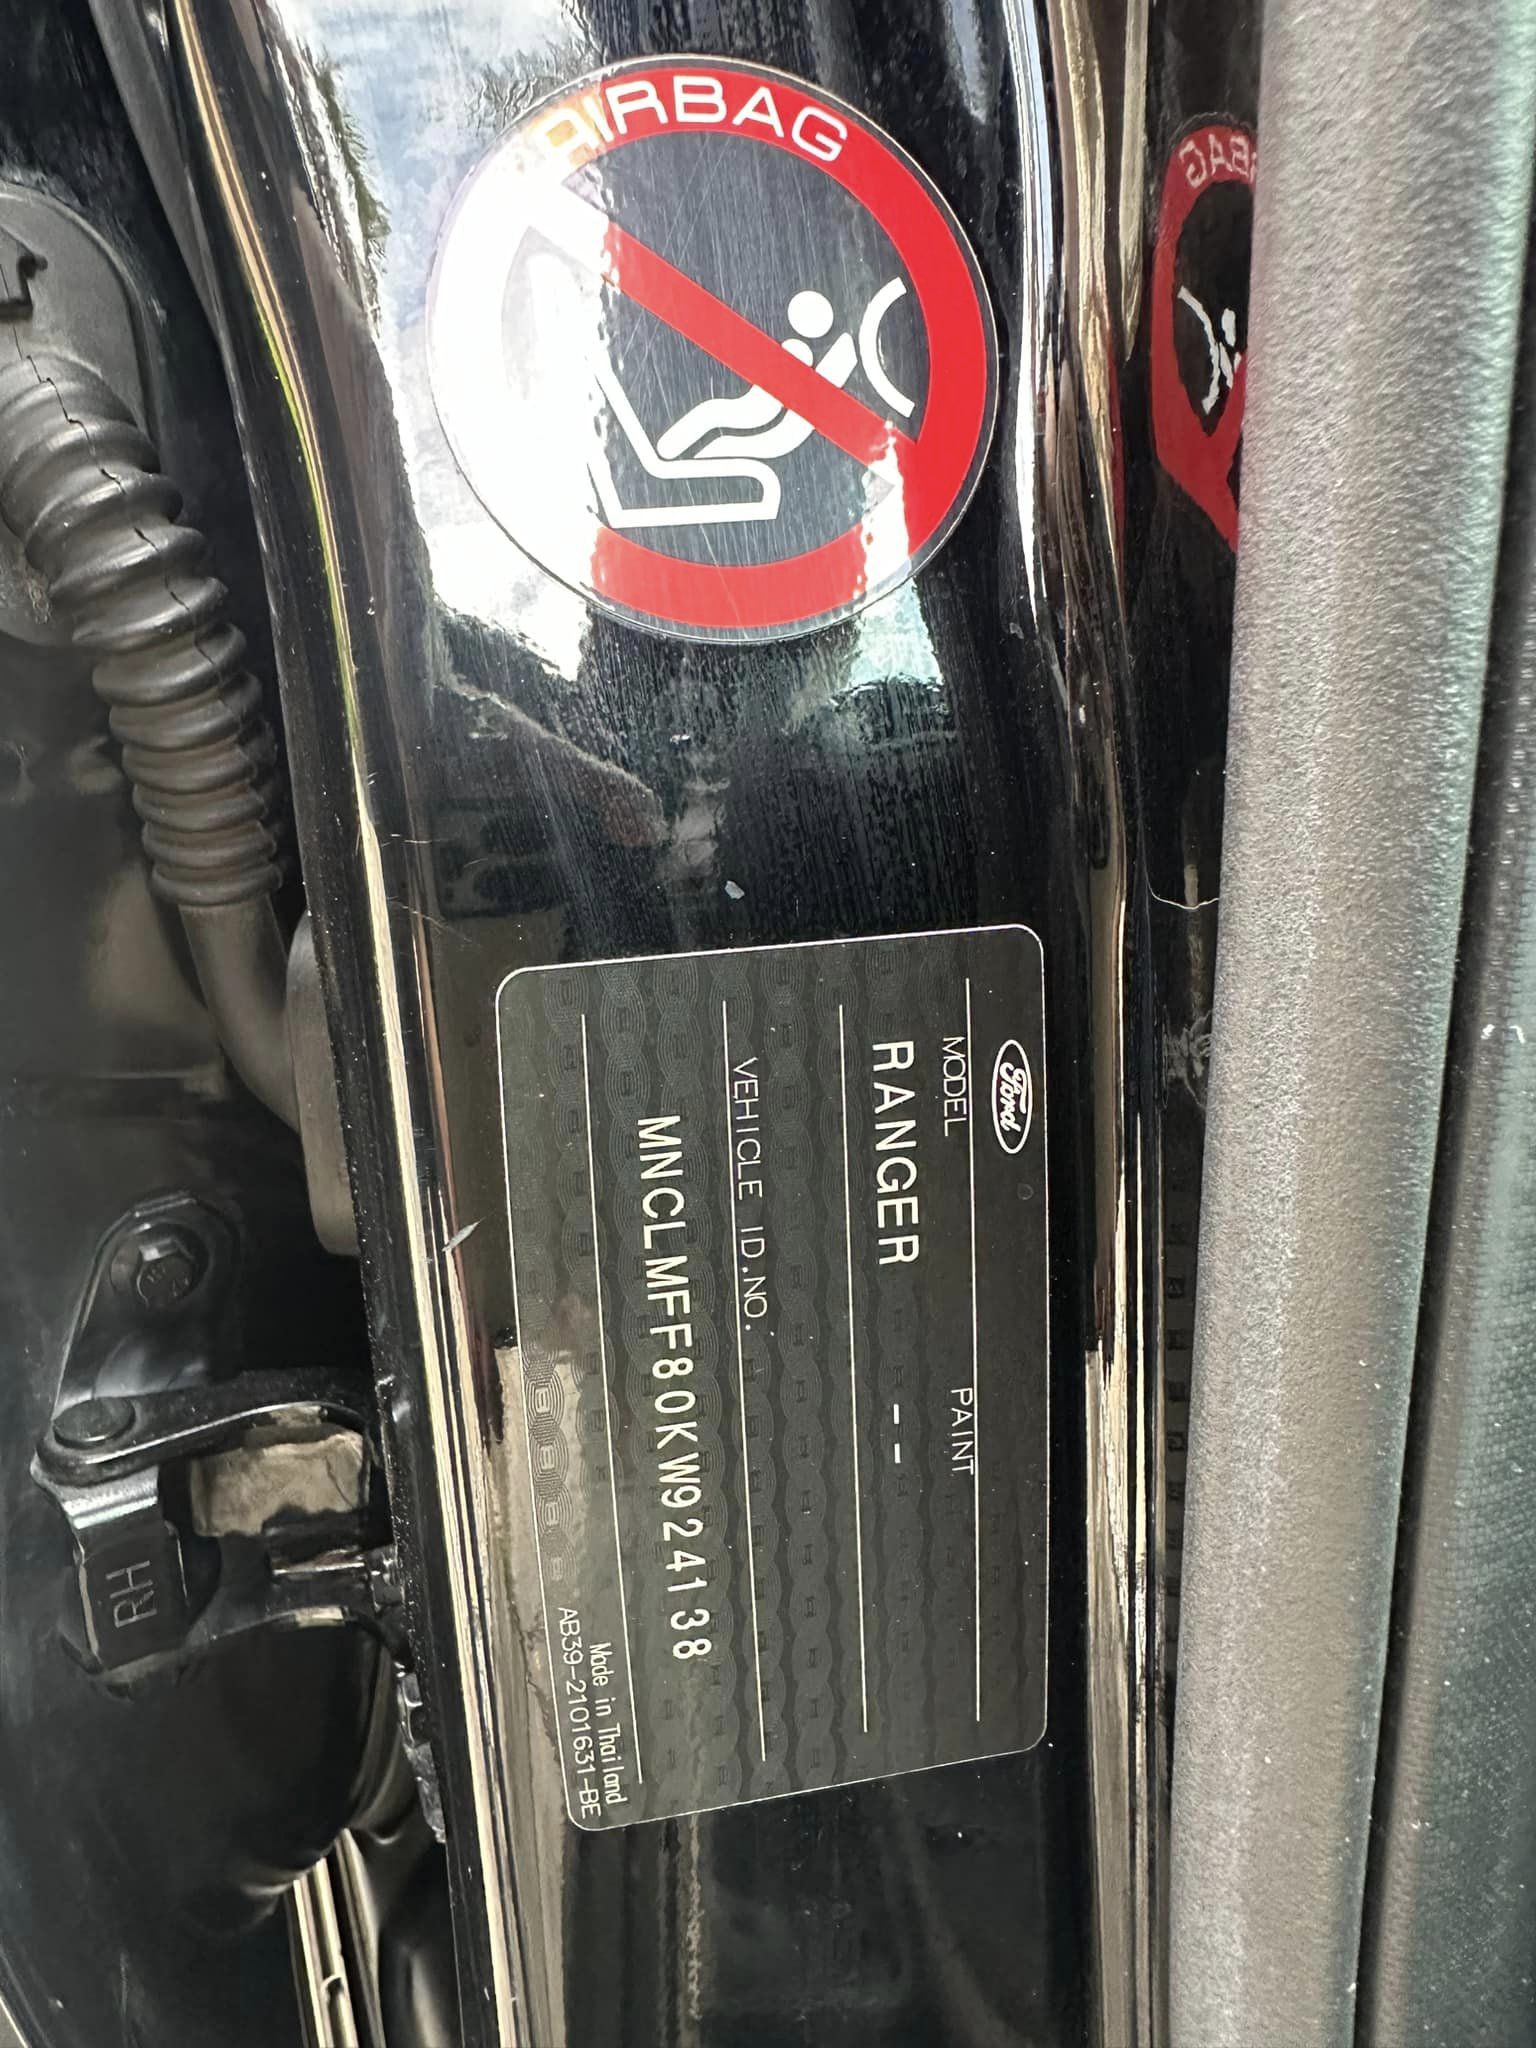 AIRBAG
Ford
MODEL PAINT
RANGER --
VEHICLE ID.NO.
MNCLMFF80KW924138
Made in Thailand
AB39-2101631-BE
RH